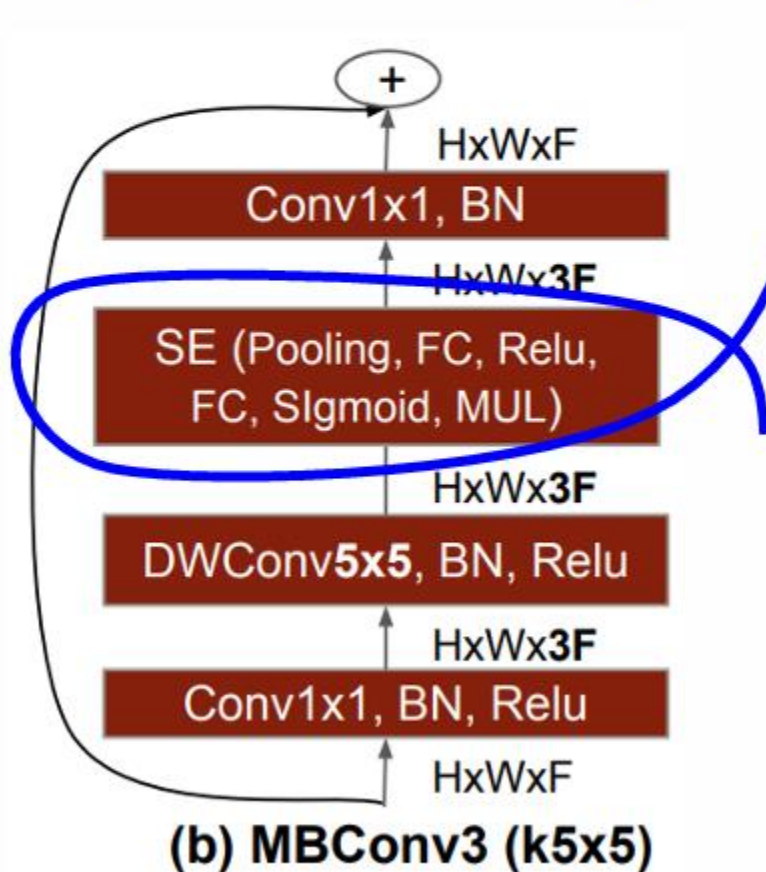 +
HxWxF
Conv1x1, BN
HxWx3F
SE (Pooling, FC, Relu,
FC, SIgmoid, MUL)
HxWx3F
DWConv5x5, BN, Relu
HxWx3F
Conv1x1, BN, Relu
HxWxF
(b) MBConv3 (k5x5)